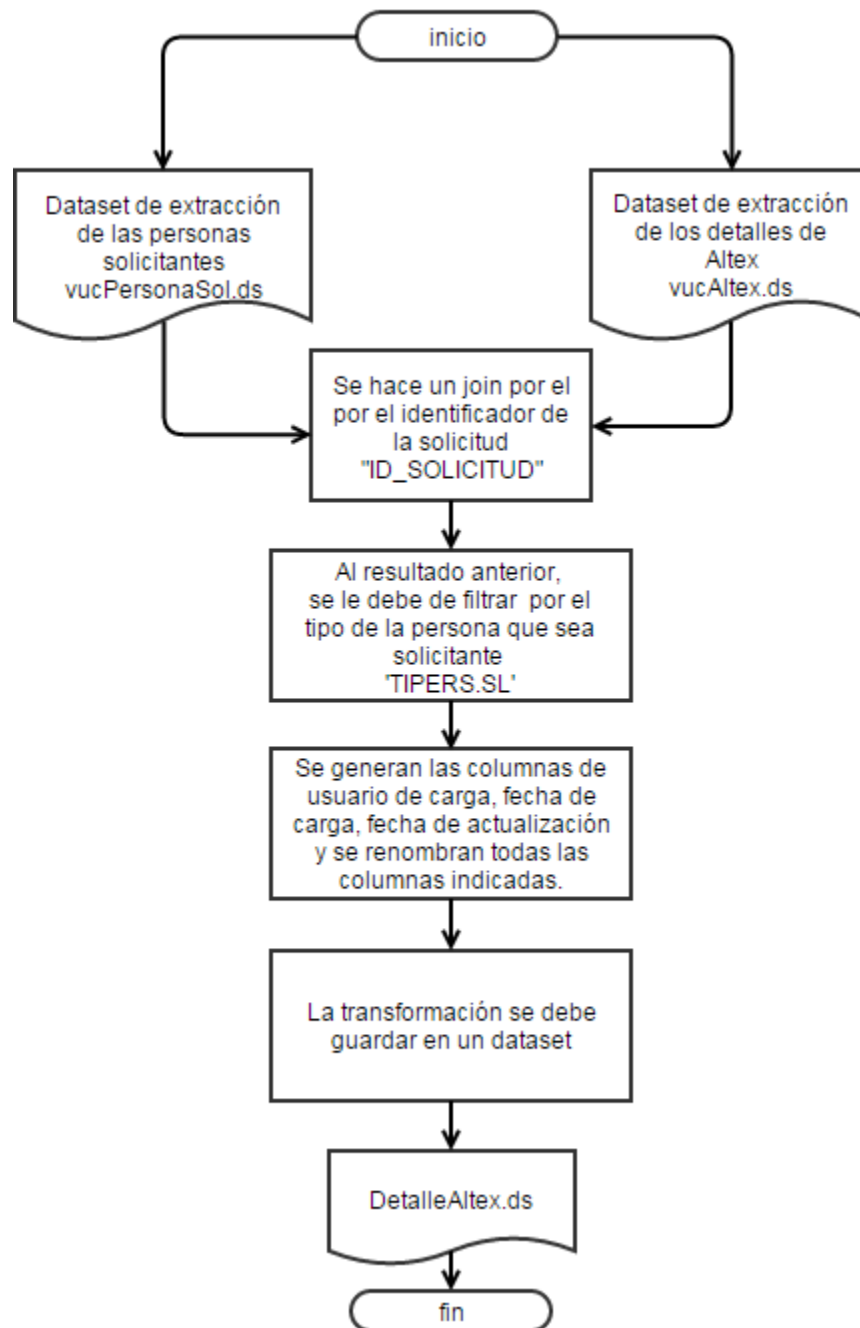 inicio
Dataset de extracción
de las personas
solicitantes
vucPersonaSol.ds
Dataset de extracción
de los detalles de
Altex
vucAltex.ds
Se hace un join por el
por el identificador de
la solicitud
"ID_SOLICITUD"
Al resultado anterior,
se le debe de filtrar por el
tipo de la persona que sea
solicitante
'TIPERS.SL'
Se generan las columnas de
usuario de carga, fecha de
carga, fecha de actualización
y se renombran todas las
columnas indicadas.
La transformación se debe
guardar en un dataset
DetalleAltex.ds
fin